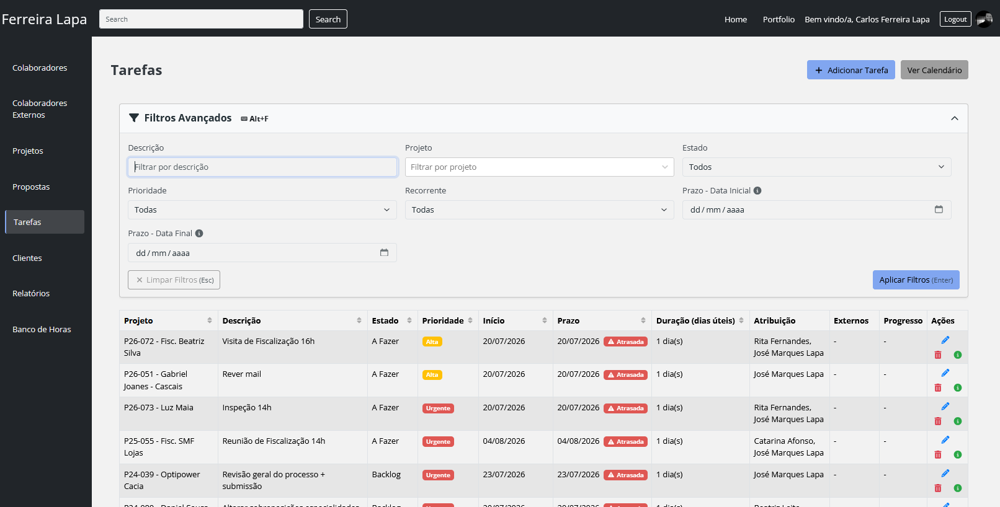 Ferreira Lapa
Search
Search
Home
Portfolio
Bem vindo/a, Carlos Ferreira Lapa
Logout
Colaboradores
Colaboradores
Externos
Projetos
Propostas
Tarefas
Clientes
Relatórios
Banco de Horas
Tarefas
+ Adicionar Tarefa
Ver Calendário
Filtros Avançados Alt+F
Descrição
Projeto
Estado
Filtrar por descrição
Filtrar por projeto
Todos
Prioridade
Recorrente
Prazo - Data Inicial
Todas
Todas
dd/mm/aaaa
Prazo - Data Final
dd/mm/aaaa
× Limpar Filtros (Esc)
Aplicar Filtros (Enter)
Projeto Descrição Estado Prioridade Início Prazo Duração (dias úteis) Atribuição Externos Progresso Ações
P26-072 - Fisc. Beatriz Visita de Fiscalização 16h A Fazer Alta 20/07/2026 20/07/2026 Atrasada 1 dia(s) Rita Fernandes, - -
Silva José Marques Lapa
P26-051 - Gabriel Rever mail A Fazer Alta 20/07/2026 20/07/2026 Atrasada 1 dia(s) José Marques Lapa - -
Joanes - Cascais
P26-073 - Luz Maia Inspeção 14h A Fazer Urgente 20/07/2026 20/07/2026 Atrasada 1 dia(s) Rita Fernandes, - -
José Marques Lapa
P25-055 - Fisc. SMF Reunião de Fiscalização 14h A Fazer Urgente 04/08/2026 04/08/2026 Atrasada 1 dia(s) Catarina Afonso, - -
Lojas José Marques Lapa
P24-039 - Optipower Revisão geral do processo + Backlog Urgente 23/07/2026 23/07/2026 Atrasada 1 dia(s) José Marques Lapa - -
Cacia submissão